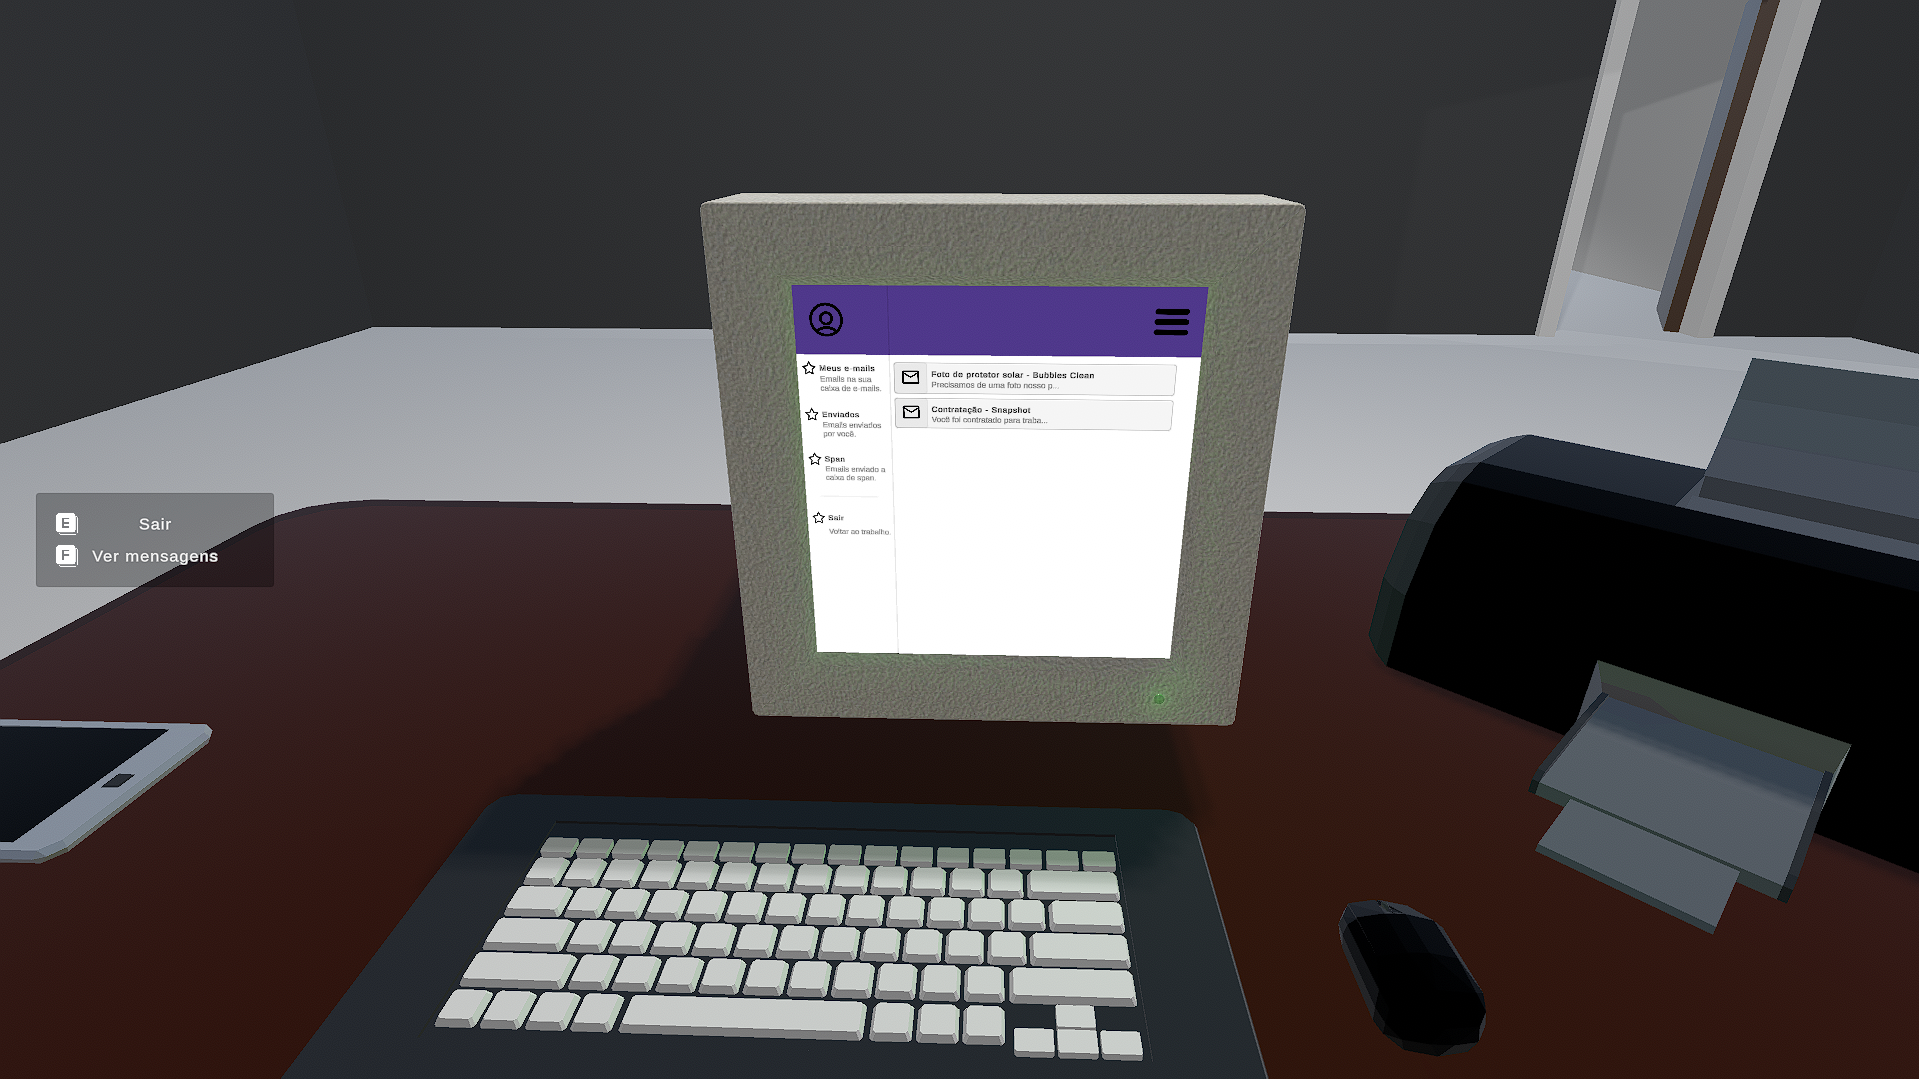 Meus e-mails
Emails na sua
caixa de e-mails.
Enviados
Emails enviados
por você.
Span
Emails enviado a
caixa de span.
Sair
Voltar ao trabalho.
Foto de protetor solar - Bubbles Clean
Precisamos de uma foto nosso p...
Contratação - Snapshot
Você foi contratado para traba...
E Sair
F Ver mensagens